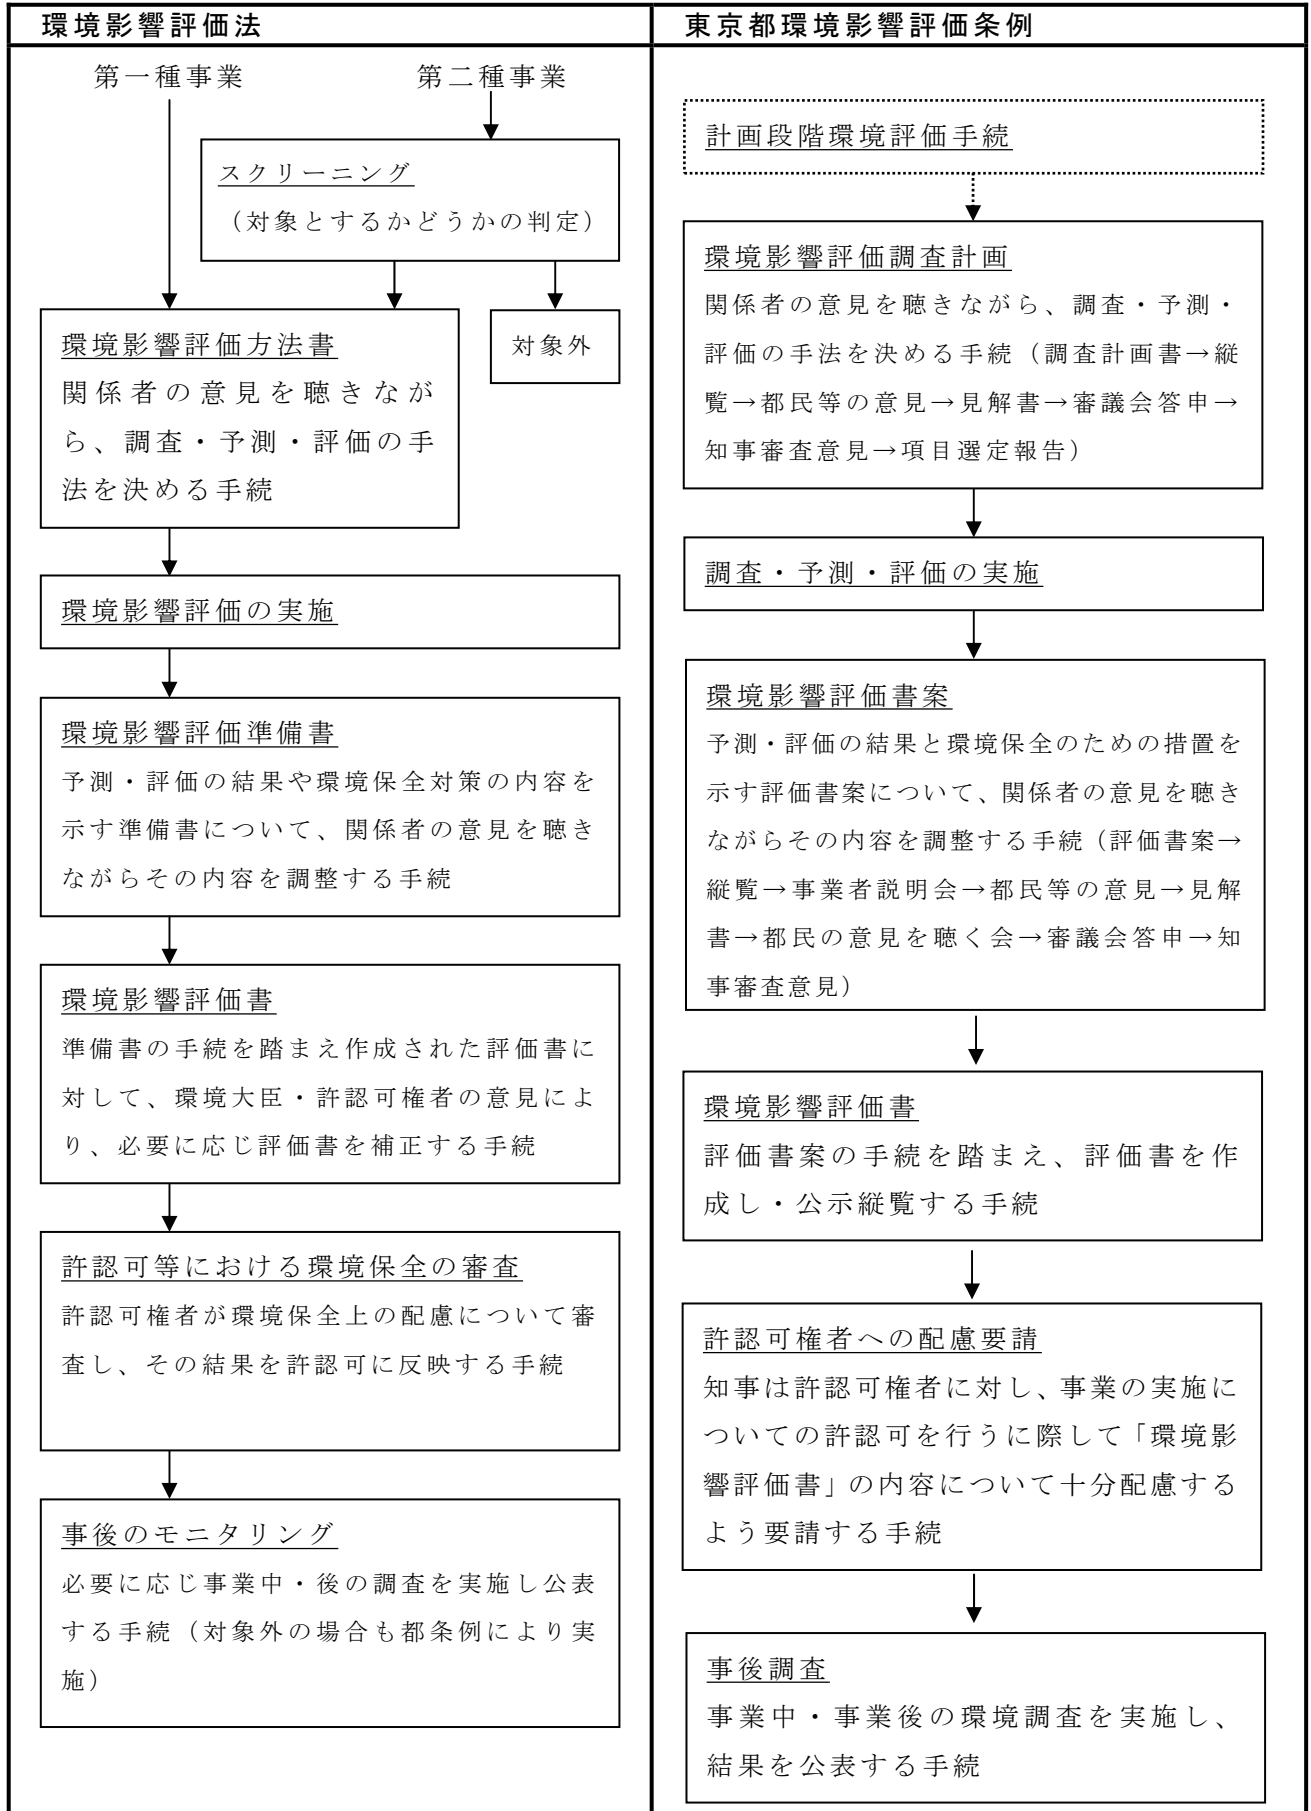 環境影響評価法
第一種事業
第二種事業
スクリーニング
（対象とするかどうかの判定）
対象外
環境影響評価方法書
関係者の意見を聴きなが
ら、調査・予測・評価の手
法を決める手続
環境影響評価の実施
環境影響評価準備書
予測・評価の結果や環境保全対策の内容を
示す準備書について、関係者の意見を聴き
ながらその内容を調整する手続
環境影響評価書
準備書の手続を踏まえ作成された評価書に
対して、環境大臣・許認可権者の意見によ
り、必要に応じ評価書を補正する手続
許認可等における環境保全の審査
許認可権者が環境保全上の配慮について審
査し、その結果を許認可に反映する手続
事後のモニタリング
必要に応じ事業中・後の調査を実施し公表
する手続（対象外の場合も都条例により実
施）
東京都環境影響評価条例
計画段階環境評価手続
環境影響評価調査計画
関係者の意見を聴きながら、調査・予測・
評価の手法を決める手続（調査計画書→縦
覧→都民等の意見→見解書→審議会答申→
知事審査意見→項目選定報告）
調査・予測・評価の実施
環境影響評価書案
予測・評価の結果と環境保全のための措置を
示す評価書案について、関係者の意見を聴き
ながらその内容を調整する手続（評価書案→
縦覧→事業者説明会→都民等の意見→見解
書→都民の意見を聴く会→審議会答申→知
事審査意見）
環境影響評価書
評価書案の手続を踏まえ、評価書を作
成し・公示縦覧する手続
許認可権者への配慮要請
知事は許認可権者に対し、事業の実施に
ついての許認可を行うに際して「環境影
響評価書」の内容について十分配慮する
よう要請する手続
事後調査
事業中・事業後の環境調査を実施し、
結果を公表する手続